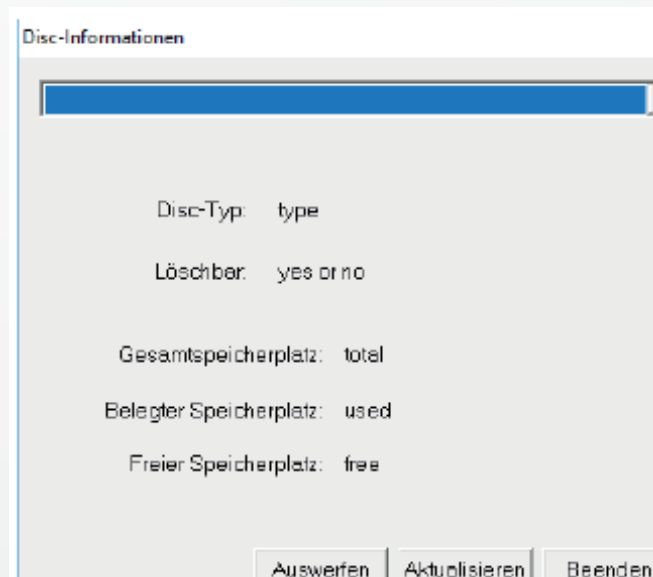 Disc-Informationen
Disc-Typ: type
Löschbar: yes or no
Gesamtspeicherplatz: total
Belegter Speicherplatz: used
Freier Speicherplatz: free
Auswerfen Aktualisieren Beenden